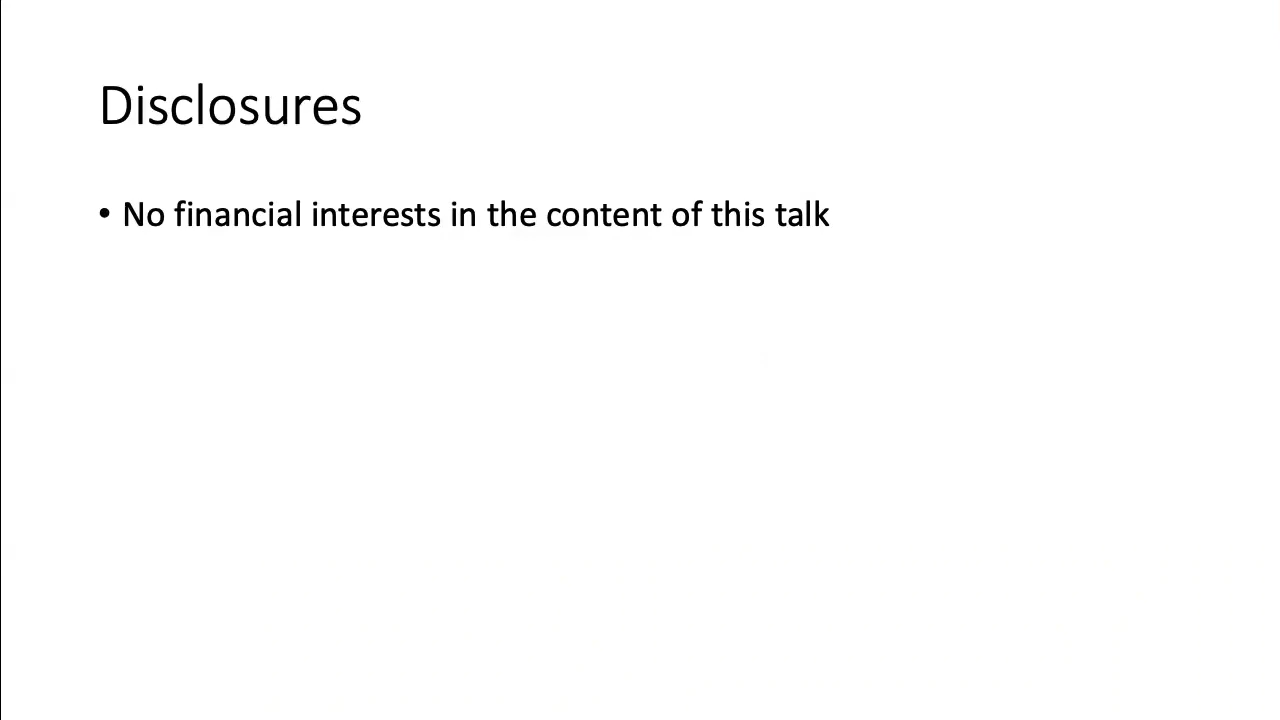 Disclosures
• No financial interests in the content of this talk